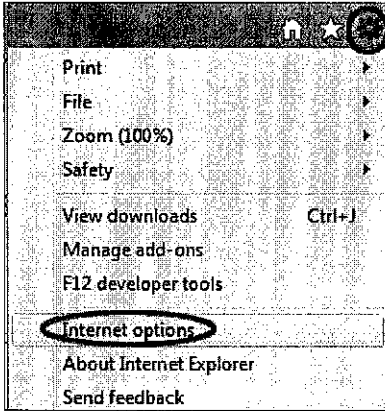 Print
File
Zoom (100%)
Safety
View downloads Ctrl+J
Manage add-ons
F12 developer tools
Internet options
About Internet Explorer
Send feedback